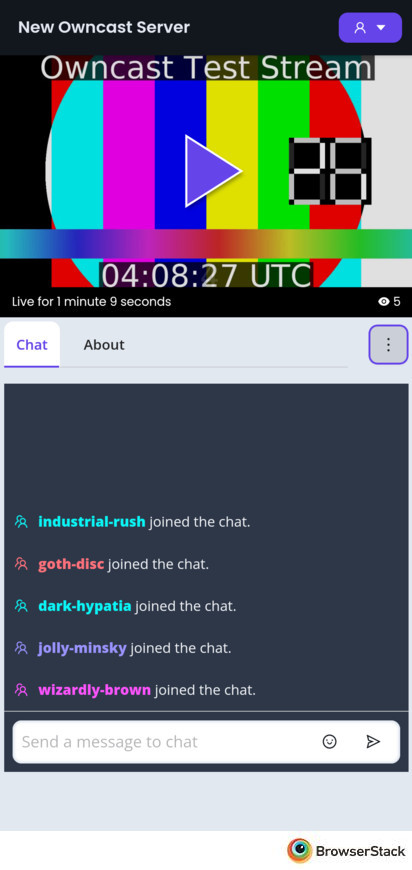 New Owncast Server
Owncast Test Stream
04:08:27 UTC
Live for 1 minute 9 seconds
5
Chat
About
industrial-rush joined the chat.
goth-disc joined the chat.
dark-hypatia joined the chat.
jolly-minsky joined the chat.
wizardly-brown joined the chat.
Send a message to chat
BrowserStack